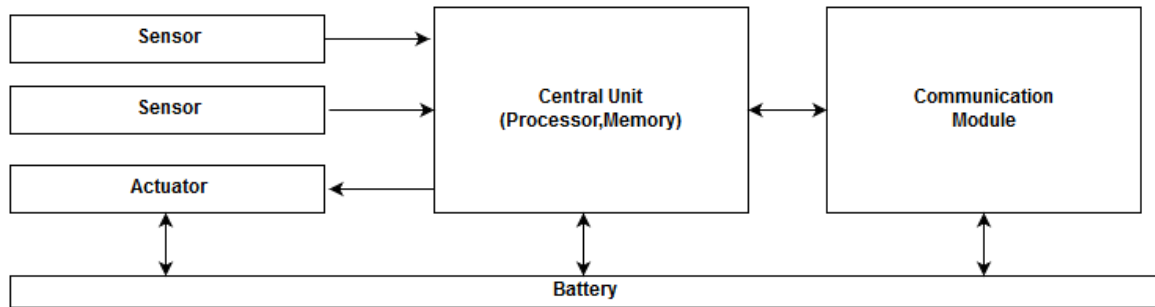 Sensor
Sensor
Actuator
Central Unit
(Processor,Memory)
Communication
Module
Battery